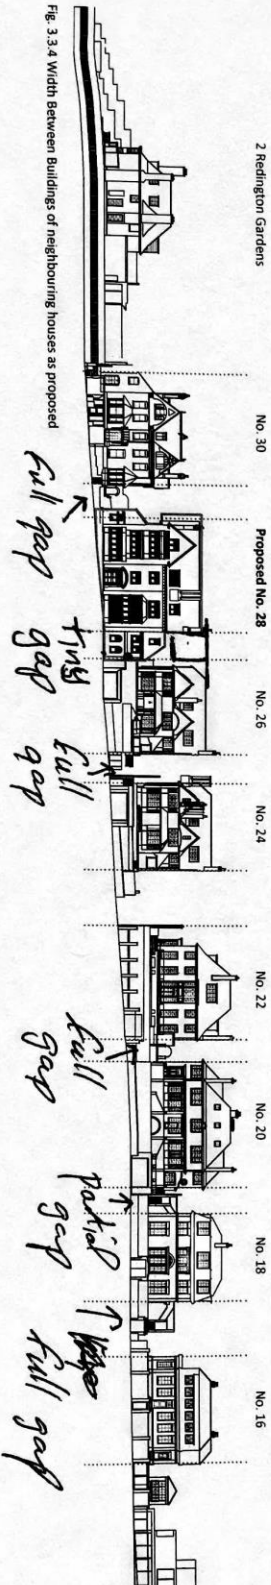 2 Redington Gardens
No. 30
Proposed No. 28
No. 26
No. 24
No. 22
No. 20
No. 18
No. 16
full gap
tiny gap
full gap
full gap
Partial gap
full gap
Fig. 3.3.4 Width Between Buildings of neighbouring houses as proposed